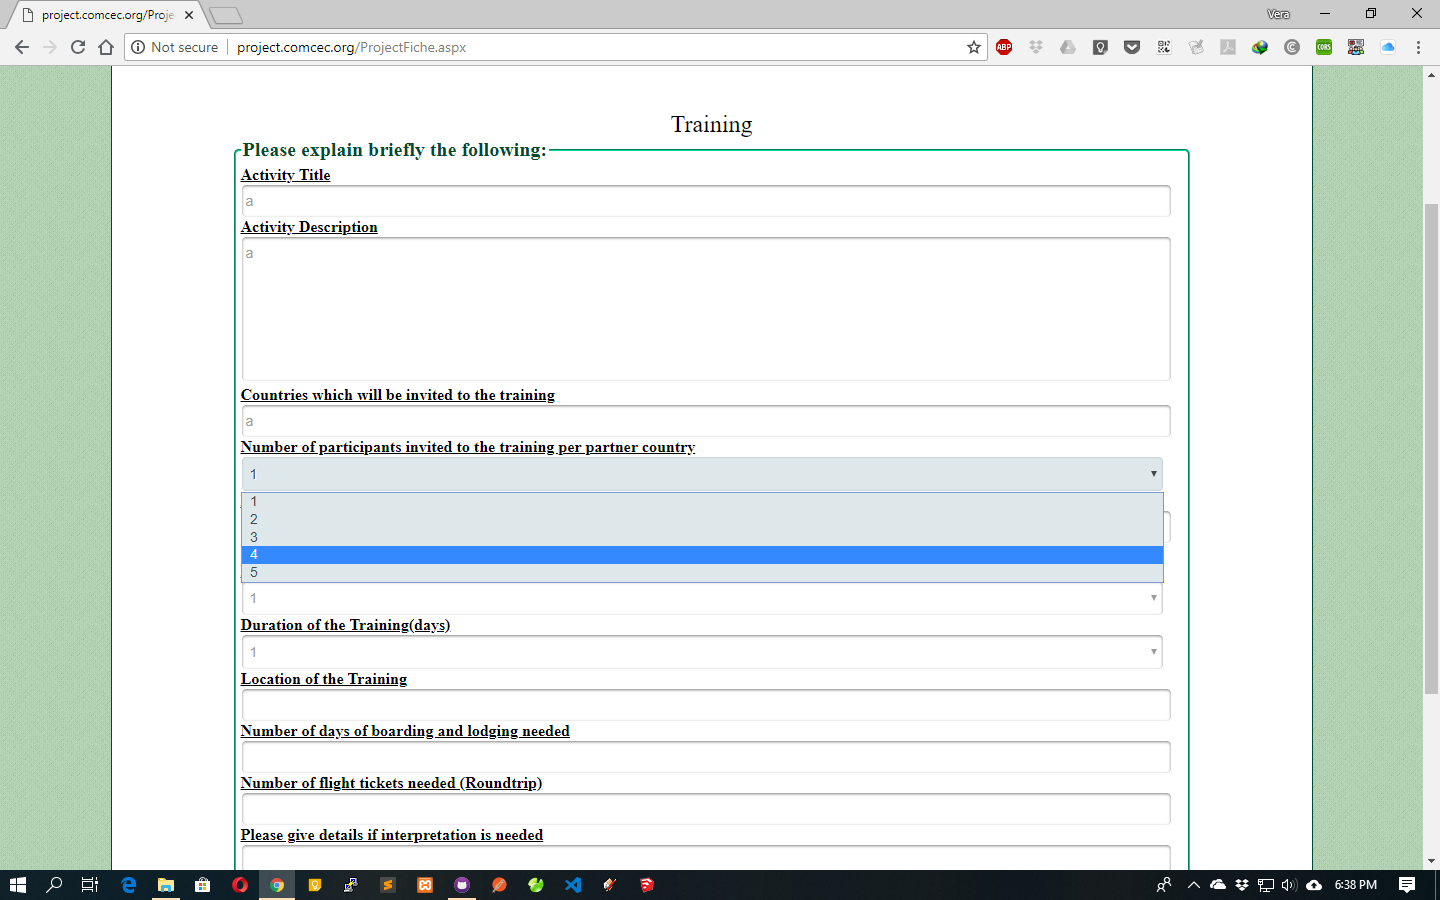 project.comcec.org/Proje
Vera
Not secure
project.comcec.org/ProjectFiche.aspx
ABP
CORS
Training
Please explain briefly the following:
Activity Title
a
Activity Description
a
Countries which will be invited to the training
a
Number of participants invited to the training per partner country
1
1
2
3
4
5
1
Duration of the Training(days)
1
Location of the Training
Number of days of boarding and lodging needed
Number of flight tickets needed (Roundtrip)
Please give details if interpretation is needed
6:38 PM